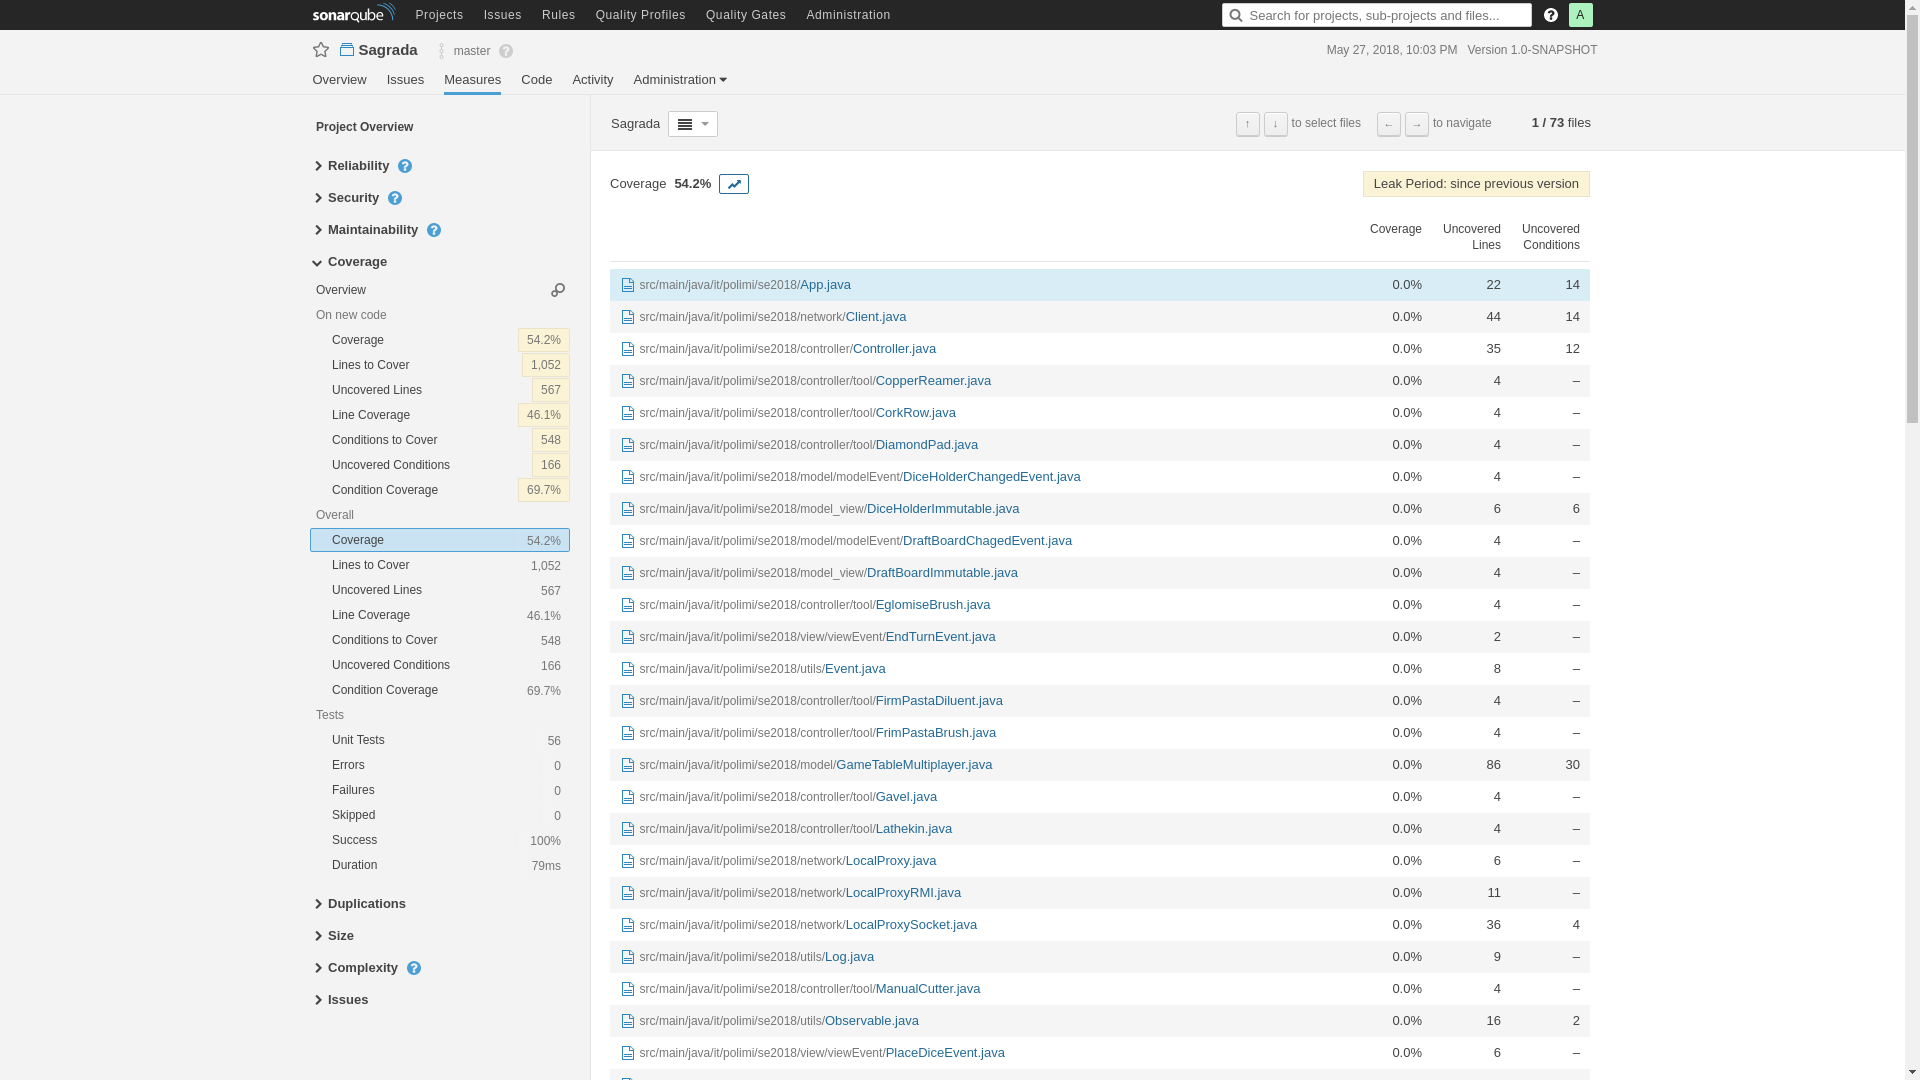 sonarqube Projects Issues Rules Quality Profiles Quality Gates Administration Search for projects, sub-projects and files... ? A
Sagrada master ? May 27, 2018, 10:03 PM Version 1.0-SNAPSHOT
Overview Issues Measures Code Activity Administration
Project Overview
Reliability ?
Security ?
Maintainability ?
Coverage
Overview
On new code
Coverage 54.2%
Lines to Cover 1,052
Uncovered Lines 567
Line Coverage 46.1%
Conditions to Cover 548
Uncovered Conditions 166
Condition Coverage 69.7%
Overall
Coverage 54.2%
Lines to Cover 1,052
Uncovered Lines 567
Line Coverage 46.1%
Conditions to Cover 548
Uncovered Conditions 166
Condition Coverage 69.7%
Tests
Unit Tests 56
Errors 0
Failures 0
Skipped 0
Success 100%
Duration 79ms
Duplications
Size
Complexity ?
Issues
Sagrada ↑ ↓ to select files ← → to navigate 1 / 73 files
Coverage 54.2% Leak Period: since previous version
Coverage Uncovered Uncovered
Lines Conditions
src/main/java/it/polimi/se2018/App.java 0.0% 22 14
src/main/java/it/polimi/se2018/network/Client.java 0.0% 44 14
src/main/java/it/polimi/se2018/controller/Controller.java 0.0% 35 12
src/main/java/it/polimi/se2018/controller/tool/CopperReamer.java 0.0% 4 –
src/main/java/it/polimi/se2018/controller/tool/CorkRow.java 0.0% 4 –
src/main/java/it/polimi/se2018/controller/tool/DiamondPad.java 0.0% 4 –
src/main/java/it/polimi/se2018/model/modelEvent/DiceHolderChangedEvent.java 0.0% 4 –
src/main/java/it/polimi/se2018/model_view/DiceHolderImmutable.java 0.0% 6 6
src/main/java/it/polimi/se2018/model/modelEvent/DraftBoardChagedEvent.java 0.0% 4 –
src/main/java/it/polimi/se2018/model_view/DraftBoardImmutable.java 0.0% 4 –
src/main/java/it/polimi/se2018/controller/tool/EglomiseBrush.java 0.0% 4 –
src/main/java/it/polimi/se2018/view/viewEvent/EndTurnEvent.java 0.0% 2 –
src/main/java/it/polimi/se2018/utils/Event.java 0.0% 8 –
src/main/java/it/polimi/se2018/controller/tool/FirmPastaDiluent.java 0.0% 4 –
src/main/java/it/polimi/se2018/controller/tool/FrimPastaBrush.java 0.0% 4 –
src/main/java/it/polimi/se2018/model/GameTableMultiplayer.java 0.0% 86 30
src/main/java/it/polimi/se2018/controller/tool/Gavel.java 0.0% 4 –
src/main/java/it/polimi/se2018/controller/tool/Lathekin.java 0.0% 4 –
src/main/java/it/polimi/se2018/network/LocalProxy.java 0.0% 6 –
src/main/java/it/polimi/se2018/network/LocalProxyRMI.java 0.0% 11 –
src/main/java/it/polimi/se2018/network/LocalProxySocket.java 0.0% 36 4
src/main/java/it/polimi/se2018/utils/Log.java 0.0% 9 –
src/main/java/it/polimi/se2018/controller/tool/ManualCutter.java 0.0% 4 –
src/main/java/it/polimi/se2018/utils/Observable.java 0.0% 16 2
src/main/java/it/polimi/se2018/view/viewEvent/PlaceDiceEvent.java 0.0% 6 –